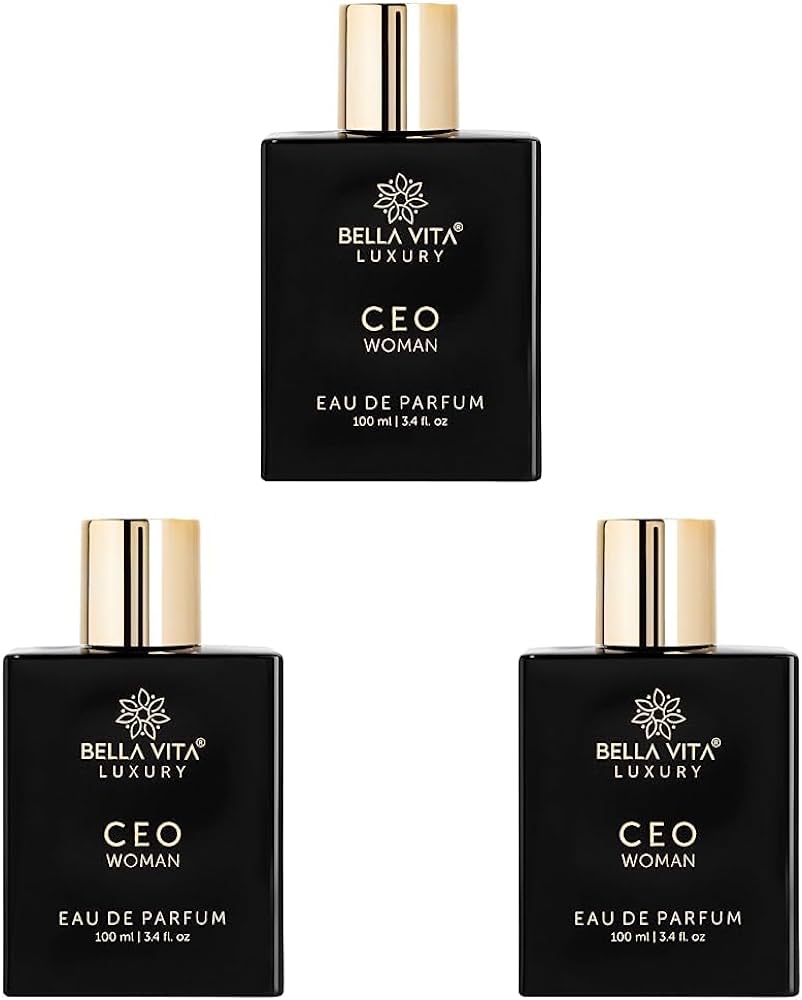 BELLA VITA®
LUXURY
CEO
WOMAN
EAU DE PARFUM
100 ml | 3.4 fl. oz
BELLA VITA®
LUXURY
CEO
WOMAN
EAU DE PARFUM
100 ml | 3.4 fl. oz
BELLA VITA®
LUXURY
CEO
WOMAN
EAU DE PARFUM
100 ml | 3.4 fl. oz